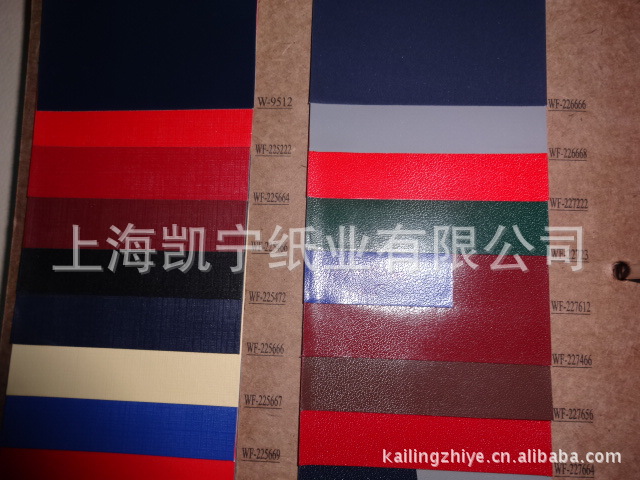 W-9512
WF-225222
WF-225664
WF-225472
WF-225666
WF-225667
WF-225669
WF-226666
WF-226668
WF-227222
WF-227612
WF-227466
WF-227656
WF-227664
上海凯宁纸业有限公司
kailingzhiye.cn.alibaba.com